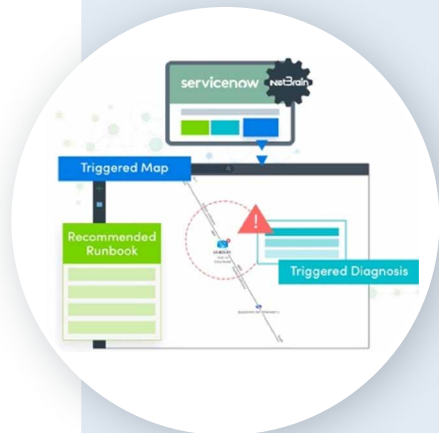 servicenow
NetBrain
Triggered Map
Recommended
Runbook
!
Triggered Diagnosis